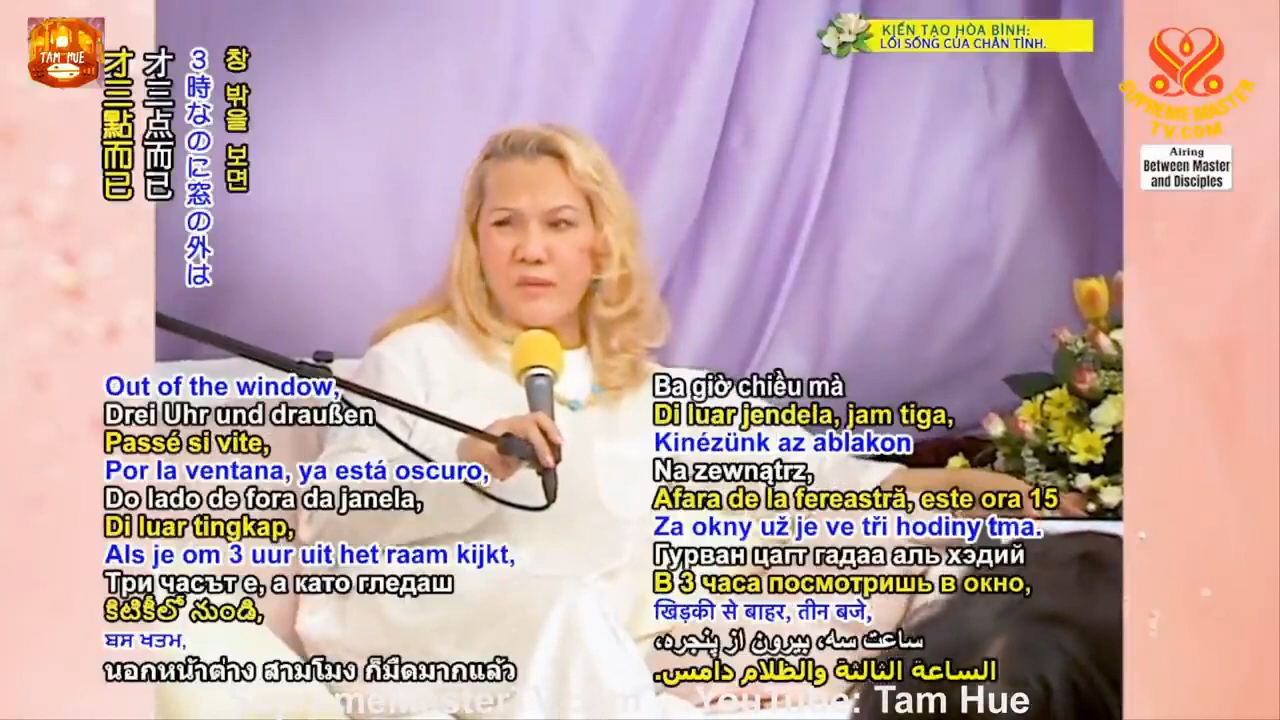 TAM HUE
KIẾN TẠO HÒA BÌNH:
LỐI SỐNG CỦA CHÂN TÌNH.
SUPREME MASTER
TV.COM
Airing
Between Master
and Disciples
창 밖을 보면
3時なのに窓の外は
才三点而已
才三點而已
Out of the window,
Drei Uhr und draußen
Passé si vite,
Por la ventana, ya está oscuro,
Do lado de fora da janela,
Di luar tingkap,
Als je om 3 uur uit het raam kijkt,
Три часът е, а като гледаш
కిటికీలో నుండి,
ਬਸ ਖਤਮ,
นอกหน้าต่าง สามโมง ก็มืดมากแล้ว
Ba giờ chiều mà
Di luar jendela, jam tiga,
Kinézünk az ablakon
Na zewnątrz,
Afara de la fereastră, este ora 15
Za okny už je ve tři hodiny tma.
Гурван цагт гадаа аль хэдий
В 3 часа посмотришь в окно,
खिड़की से बाहर, तीन बजे,
ساعت سه، بیرون از پنجره،
الساعة الثالثة والظلام دامس.
YouTube: Tam Hue